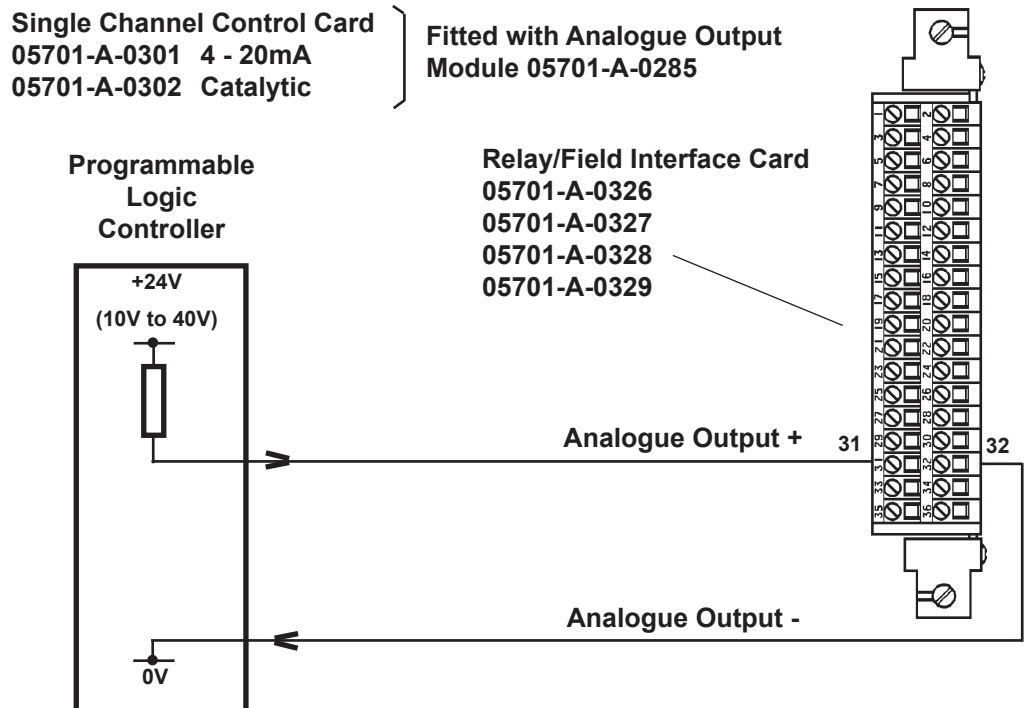 Single Channel Control Card
05701-A-0301 4 - 20mA
05701-A-0302 Catalytic
Fitted with Analogue Output
Module 05701-A-0285
Programmable
Logic
Controller
+24V
(10V to 40V)
0V
Relay/Field Interface Card
05701-A-0326
05701-A-0327
05701-A-0328
05701-A-0329
Analogue Output +
31
32
Analogue Output -
1 2
3 4
5 6
7 8
9 10
11 12
13 14
15 16
17 18
19 20
21 22
23 24
25 26
27 28
29 30
31 32
33 34
35 36